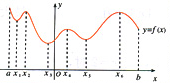 y
y=f(x)
a x₁ x₂ x₃ O x₄ x₅ x₆ b x